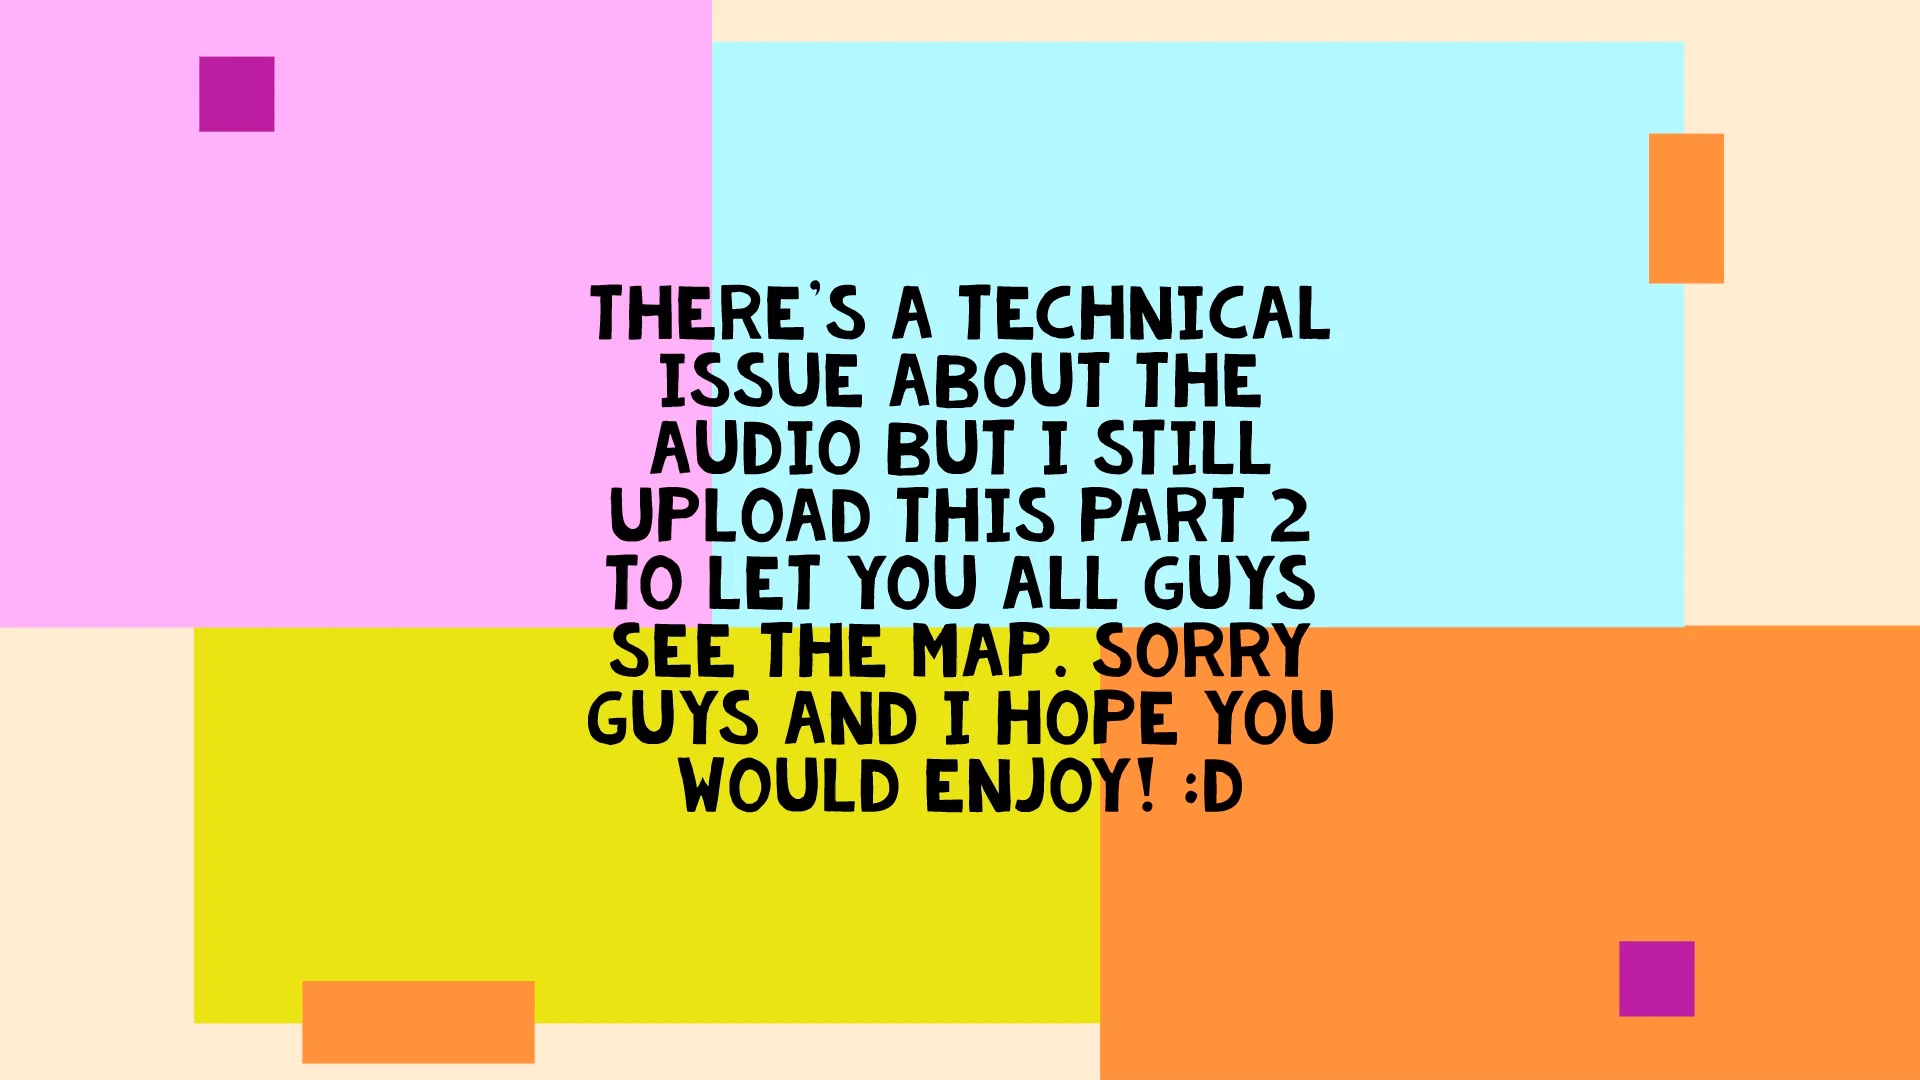 THERE'S A TECHNICAL
ISSUE ABOUT THE
AUDIO BUT I STILL
UPLOAD THIS PART 2
TO LET YOU ALL GUYS
SEE THE MAP. SORRY
GUYS AND I HOPE YOU
WOULD ENJOY! :D